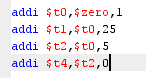 addi $t0,$zero,1
addi $t1,$t0,25
addi $t2,$t0,5
addi $t4,$t2,0